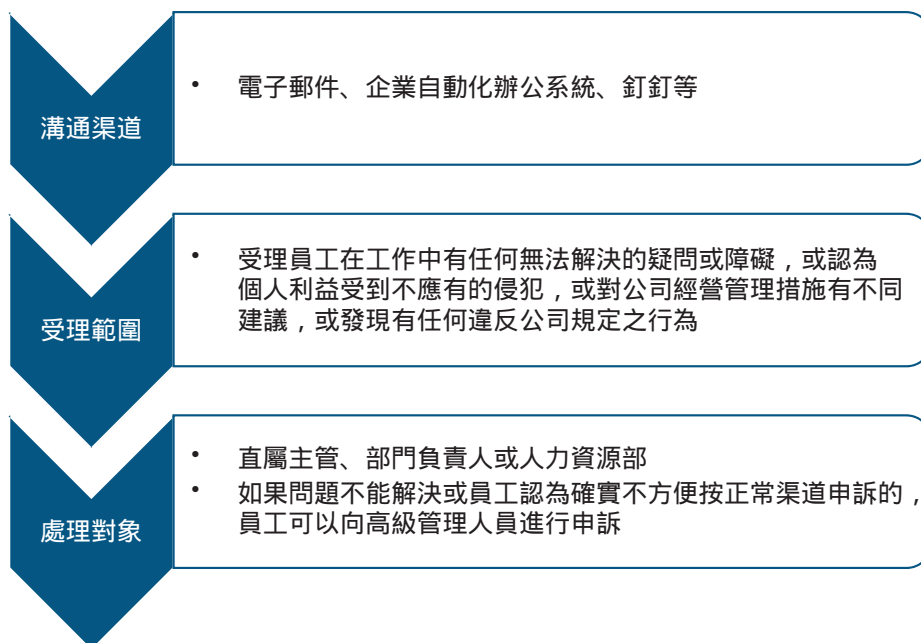 溝通渠道
• 電子郵件、企業自動化辦公系統、釘釘等
受理範圍
• 受理員工在工作中有任何無法解決的疑問或障礙，或認為
個人利益受到不應有的侵犯，或對公司經營管理措施有不同
建議，或發現有任何違反公司規定之行為
處理對象
• 直屬主管、部門負責人或人力資源部
• 如果問題不能解決或員工認為確實不方便按正常渠道申訴的，
員工可以向高級管理人員進行申訴